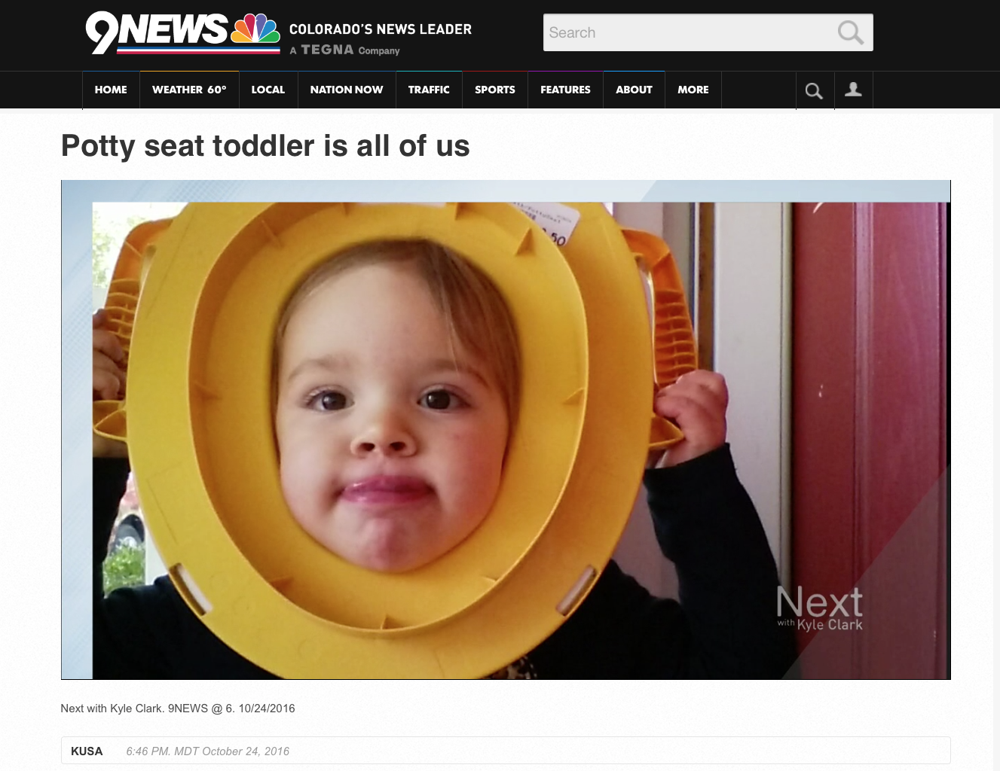 9NEWS
COLORADO'S NEWS LEADER
A TEGNA Company
Search
HOME
WEATHER 60°
LOCAL
NATION NOW
TRAFFIC
SPORTS
FEATURES
ABOUT
MORE
Potty seat toddler is all of us
.50
Next
with Kyle Clark
Next with Kyle Clark. 9NEWS @ 6. 10/24/2016
KUSA 6:46 PM. MDT October 24, 2016